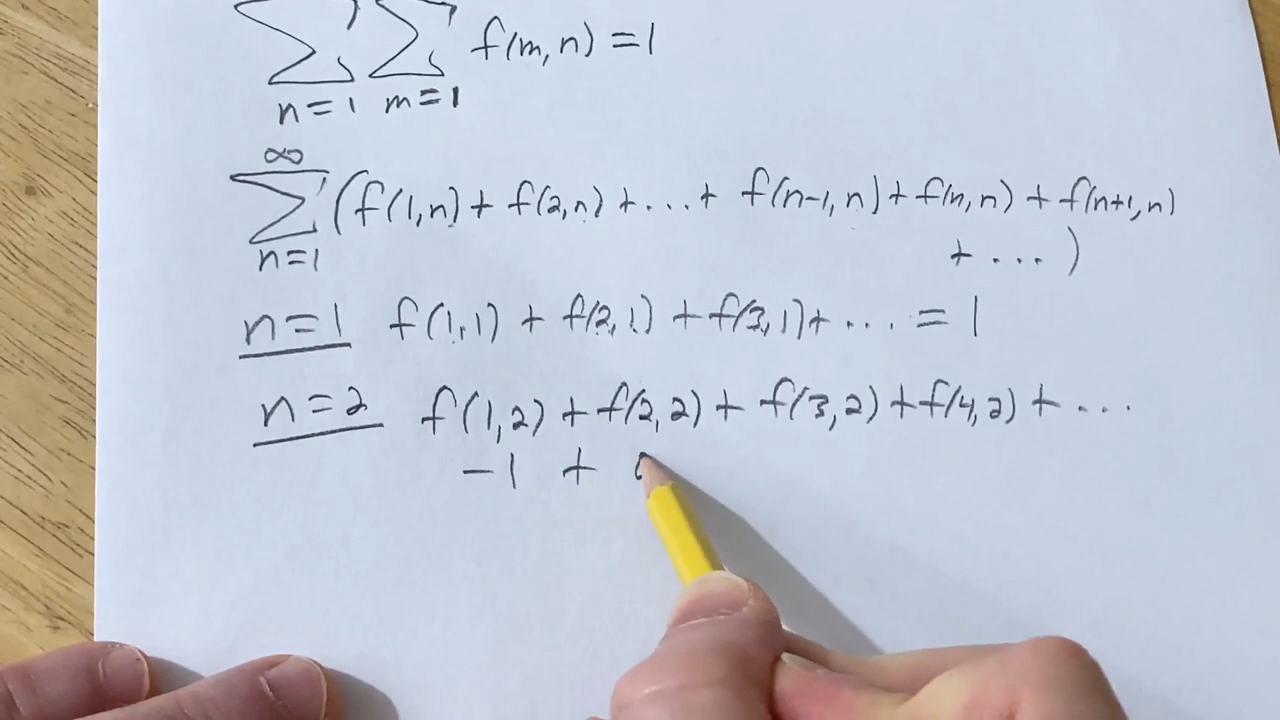 ∑ ∑ f(m,n) = 1
n=1 m=1
∞
∑ (f(1,n) + f(2,n) + ... + f(n-1,n) + f(n,n) + f(n+1,n)
n=1
+ ... )
n=1 f(1,1) + f(2,1) + f(3,1) + ... = 1
n=2 f(1,2) + f(2,2) + f(3,2) + f(4,2) + ...
-1 +